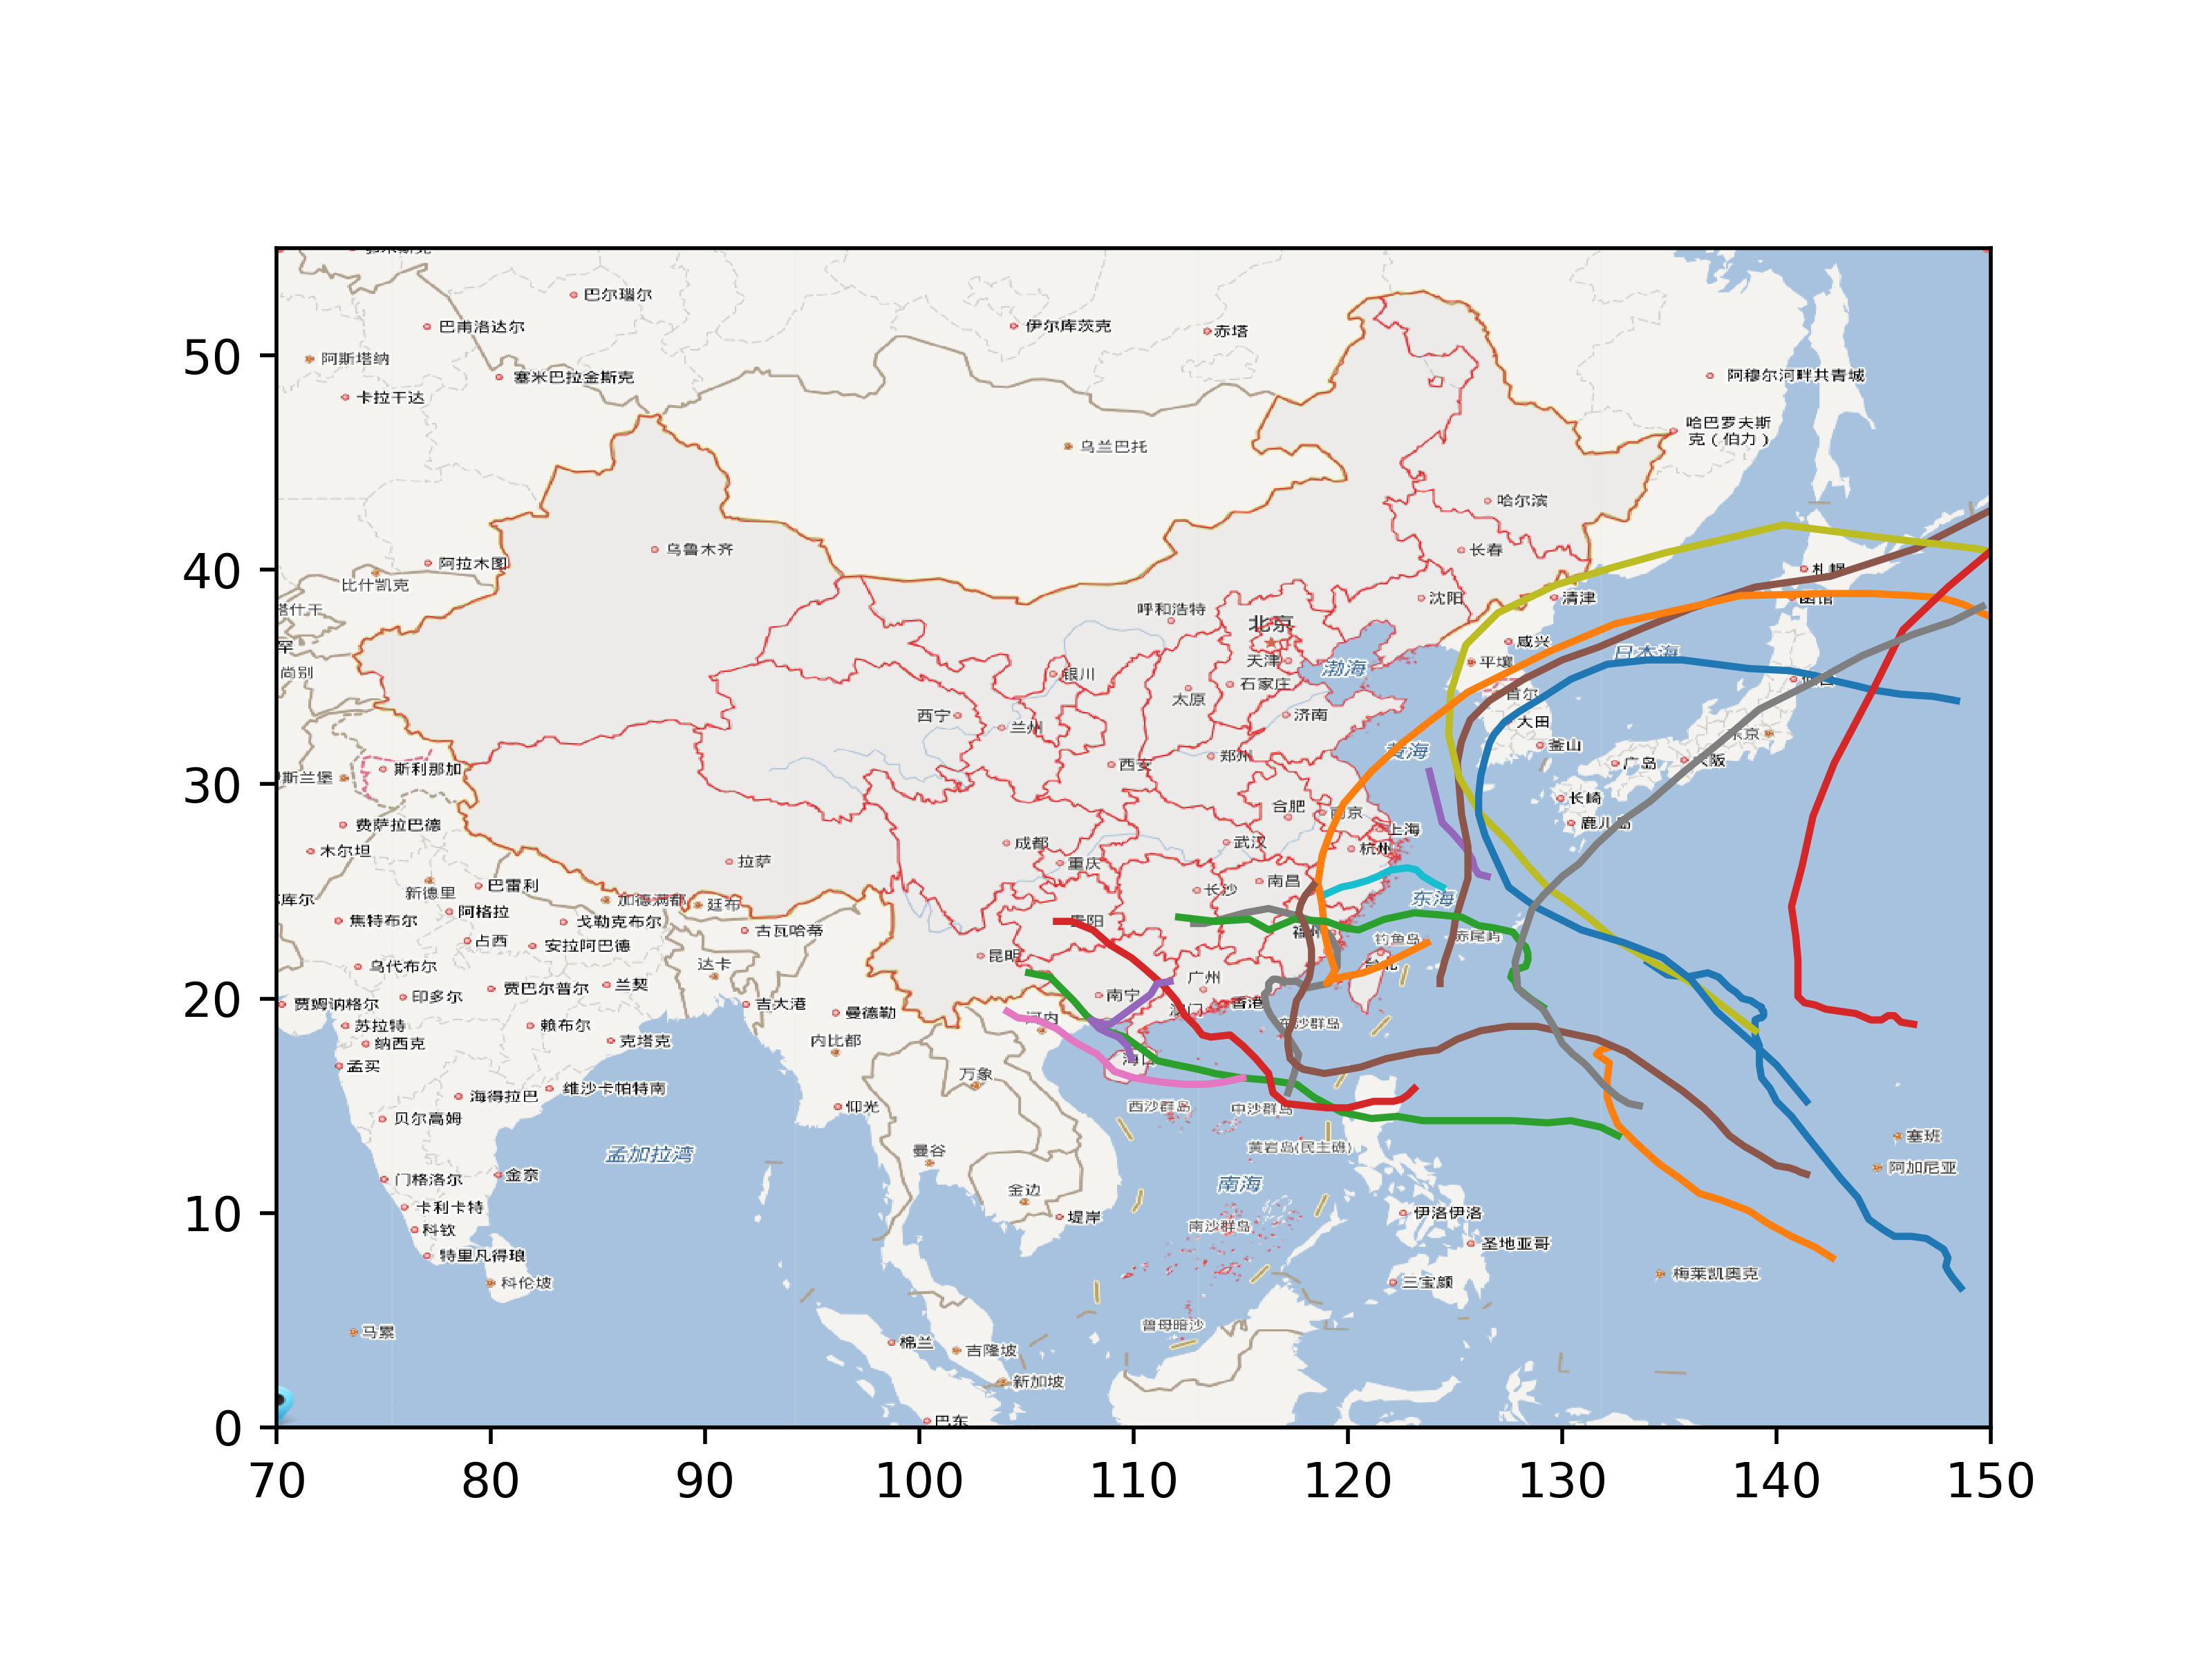 巴尔瑙尔
巴甫洛达尔
伊尔库茨克
赤塔
50
阿斯塔纳
塞米巴拉金斯克
阿穆尔河畔共青城
卡拉干达
哈巴罗夫斯
克（伯力）
乌兰巴托
哈尔滨
乌鲁木齐
长春
40
阿拉木图
札幌
比什凯克
沈阳
清津
函馆
塔什干
呼和浩特
北京
咸兴
日本海
天津
渤海
平壤
尚别
银川
石家庄
太原
首尔
西宁
济南
大田
兰州
东京
釜山
黄海
郑州
大阪
广岛
西安
斯利那加
30
斯兰堡
长崎
合肥
南京
费萨拉巴德
鹿儿岛
上海
木尔坦
成都
武汉
杭州
拉萨
重庆
巴雷利
南昌
新德里
长沙
库尔
加德满都
廷布
东海
阿格拉
焦特布尔
戈勒克布尔
贵阳
古瓦哈蒂
福州
钓鱼岛
赤尾屿
占西
安拉阿巴德
昆明
乌代布尔
达卡
台北
广州
印多尔
贾巴尔普尔
兰契
南宁
20
贾姆讷格尔
吉大港
曼德勒
澳门
香港
苏拉特
赖布尔
河内
东沙群岛
纳西克
克塔克
内比都
孟买
海口
万象
维沙卡帕特南
海得拉巴
仰光
西沙群岛
中沙群岛
贝尔高姆
塞班
黄岩岛(民主礁)
曼谷
孟加拉湾
阿加尼亚
门格洛尔
金奈
南海
金边
10
卡利卡特
堤岸
伊洛伊洛
科钦
南沙群岛
圣地亚哥
特里凡得琅
梅莱凯奥克
科伦坡
三宝颜
曾母暗沙
马累
棉兰
吉隆坡
新加坡
0
巴东
70 80 90 100 110 120 130 140 150